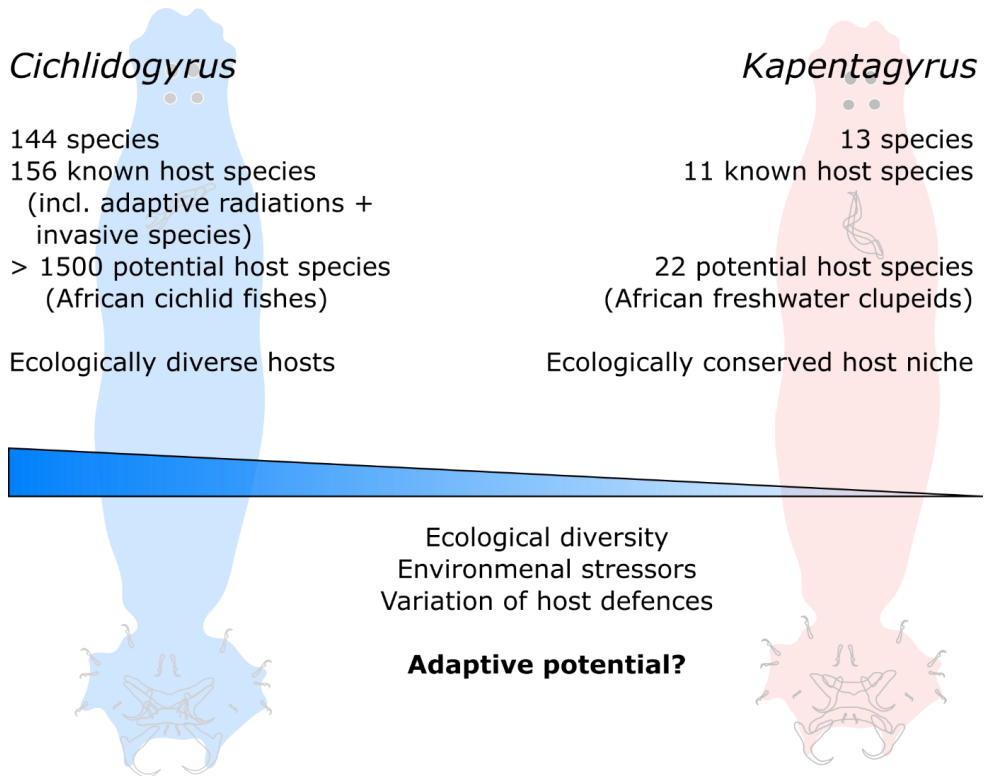 Cichlidogyrus
144 species
156 known host species
(incl. adaptive radiations +
invasive species)
> 1500 potential host species
(African cichlid fishes)
Ecologically diverse hosts
Kapentagyrus
13 species
11 known host species
22 potential host species
(African freshwater clupeids)
Ecologically conserved host niche
Ecological diversity
Environmenal stressors
Variation of host defences
Adaptive potential?